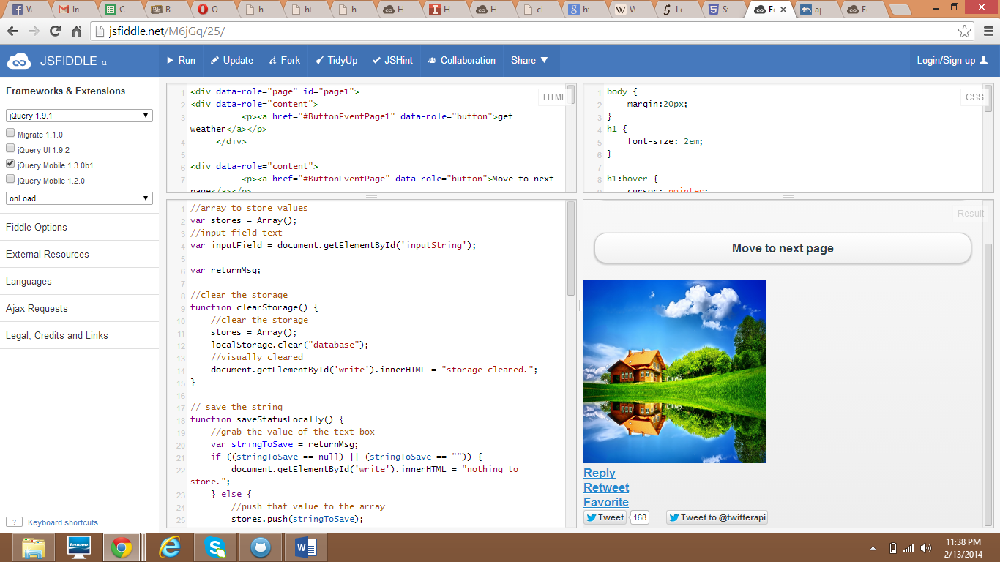 W
In
C
B
O
h
h
h
H
H
H
cl
h
W
Lo
St
E
a
E
jsfiddle.net/M6jGq/25/
JSFIDDLE α
Run
Update
Fork
TidyUp
JSHint
Collaboration
Share ▼
Login/Sign up
Frameworks & Extensions
jQuery 1.9.1
Migrate 1.1.0
jQuery UI 1.9.2
jQuery Mobile 1.3.0b1
jQuery Mobile 1.2.0
onLoad
Fiddle Options
External Resources
Languages
Ajax Requests
Legal, Credits and Links
? Keyboard shortcuts
HTML
1 <div data-role="page" id="page1">
2 <div data-role="content">
3 <p><a href="#ButtonEventPage1" data-role="button">get
weather</a></p>
4 </div>
5
6 <div data-role="content">
7 <p><a href="#ButtonEventPage" data-role="button">Move to next
page</a></p>
CSS
1 body {
2 margin:20px;
3 }
4 h1 {
5 font-size: 2em;
6 }
7
8 h1:hover {
9 cursor: pointer;
1 //array to store values
2 var stores = Array();
3 //input field text
4 var inputField = document.getElementById('inputString');
5
6 var returnMsg;
7
8 //clear the storage
9 function clearStorage() {
10 //clear the storage
11 stores = Array();
12 localStorage.clear("database");
13 //visually cleared
14 document.getElementById('write').innerHTML = "storage cleared.";
15 }
16
17 // save the string
18 function saveStatusLocally() {
19 //grab the value of the text box
20 var stringToSave = returnMsg;
21 if ((stringToSave == null) || (stringToSave == "")) {
22 document.getElementById('write').innerHTML = "nothing to
store.";
23 } else {
24 //push that value to the array
25 stores.push(stringToSave);
Result
Move to next page
Reply
Retweet
Favorite
Tweet 168 Tweet to @twitterapi
lenovo
11:38 PM
2/13/2014